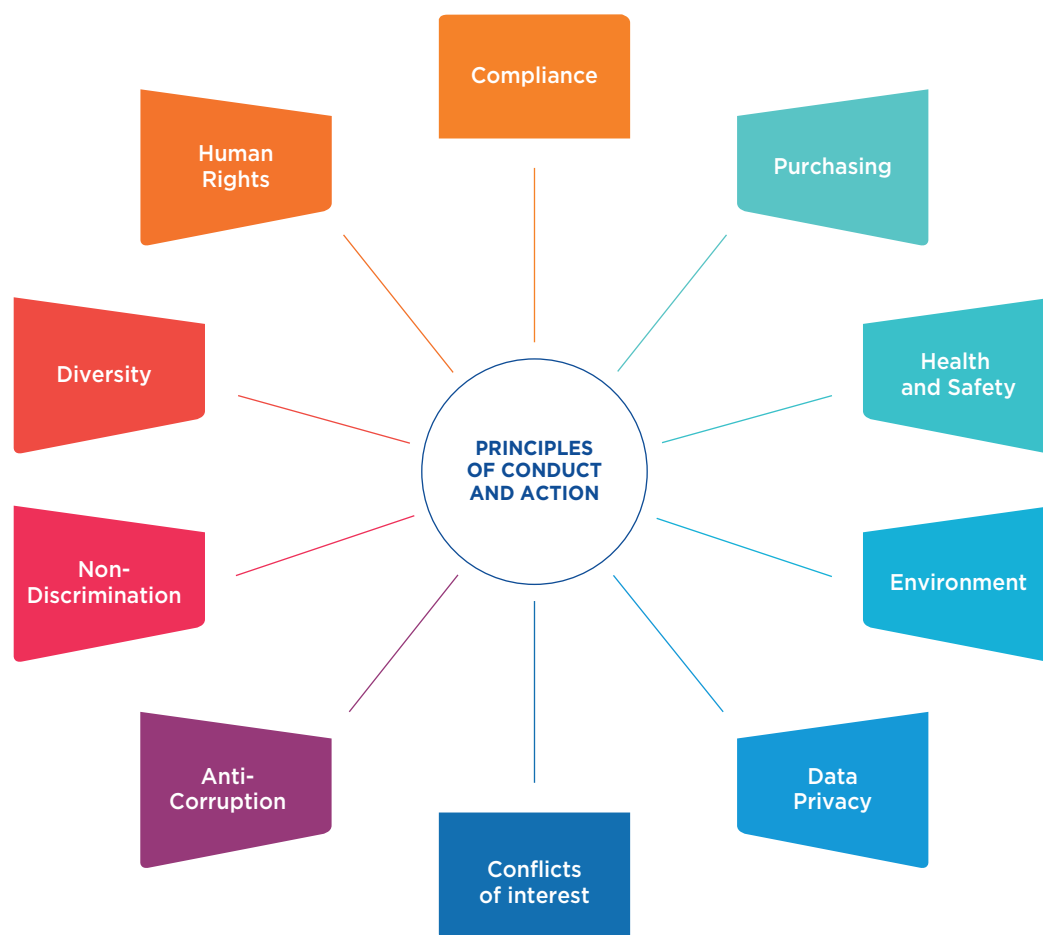 Compliance
Human
Rights
Purchasing
Diversity
Health
and Safety
PRINCIPLES
OF CONDUCT
AND ACTION
Non-
Discrimination
Environment
Anti-
Corruption
Data
Privacy
Conflicts
of interest